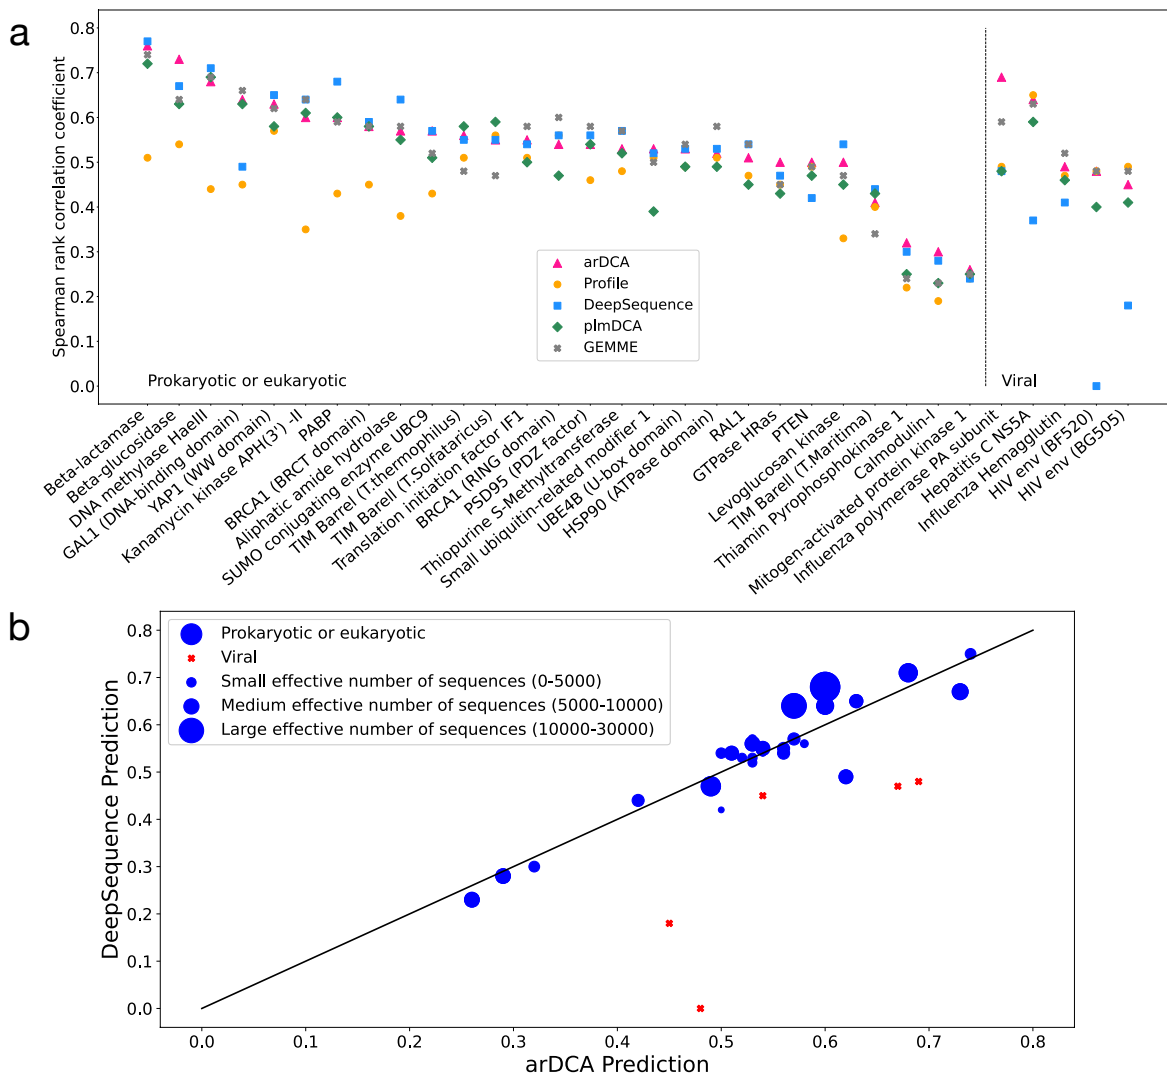 a
0.8
0.7
0.6
0.5
0.4
0.3
0.2
0.1
0.0
Spearman rank correlation coefficient
arDCA
Profile
DeepSequence
plmDCA
GEMME
Prokaryotic or eukaryotic
Viral
Beta-lactamase
Beta-glucosidase
DNA methylase HaeIII
GAL1 (DNA-binding domain)
YAP1 (WW domain)
Kanamycin kinase APH(3') -II
PABP
BRCA1 (BRCT domain)
Aliphatic amide hydrolase
SUMO conjugating enzyme UBC9
TIM Barrel (T.thermophilus)
TIM Barell (T.Solfataricus)
Translation initiation factor IF1
BRCA1 (RING domain)
PSD95 (PDZ factor)
Thiopurine S-Methyltransferase
Small ubiquitin-related modifier 1
UBE4B (U-box domain)
HSP90 (ATPase domain)
RAL1
GTPase HRas
PTEN
Levoglucosan kinase
TIM Barell (T.Maritima)
Thiamin Pyrophosphokinase 1
Calmodulin-I
Mitogen-activated protein kinase 1
Influenza polymerase PA subunit
Hepatitis C NS5A
Influenza Hemagglutin
HIV env (BF520)
HIV env (BG505)
b
Prokaryotic or eukaryotic
Viral
Small effective number of sequences (0-5000)
Medium effective number of sequences (5000-10000)
Large effective number of sequences (10000-30000)
0.8
0.7
0.6
0.5
0.4
0.3
0.2
0.1
0.0
DeepSequence Prediction
0.0 0.1 0.2 0.3 0.4 0.5 0.6 0.7 0.8
arDCA Prediction